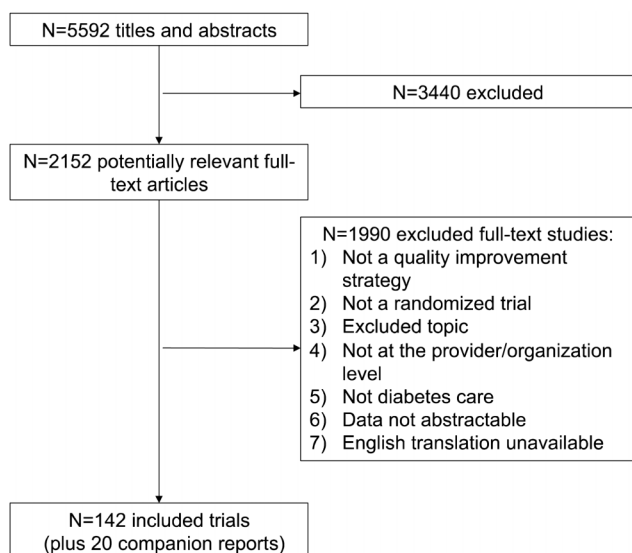 N=5592 titles and abstracts
N=3440 excluded
N=2152 potentially relevant full-
text articles
N=1990 excluded full-text studies:
1) Not a quality improvement
strategy
2) Not a randomized trial
3) Excluded topic
4) Not at the provider/organization
level
5) Not diabetes care
6) Data not abstractable
7) English translation unavailable
N=142 included trials
(plus 20 companion reports)